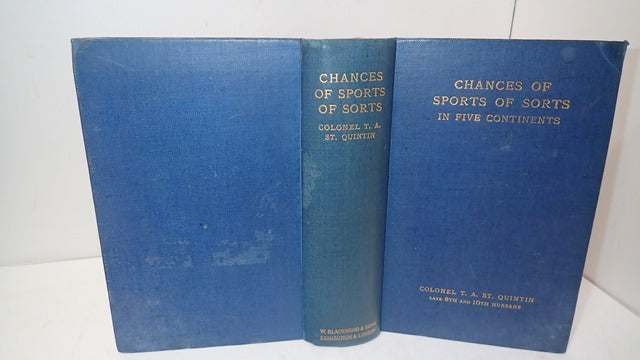 CHANCES
OF SPORTS
OF SORTS
COLONEL T. A.
ST. QUINTIN
W. BLACKWOOD & SONS
EDINBURGH & LONDON
CHANCES OF
SPORTS OF SORTS
IN FIVE CONTINENTS
COLONEL T. A. ST. QUINTIN
LATE 8TH AND 10TH HUSSARS